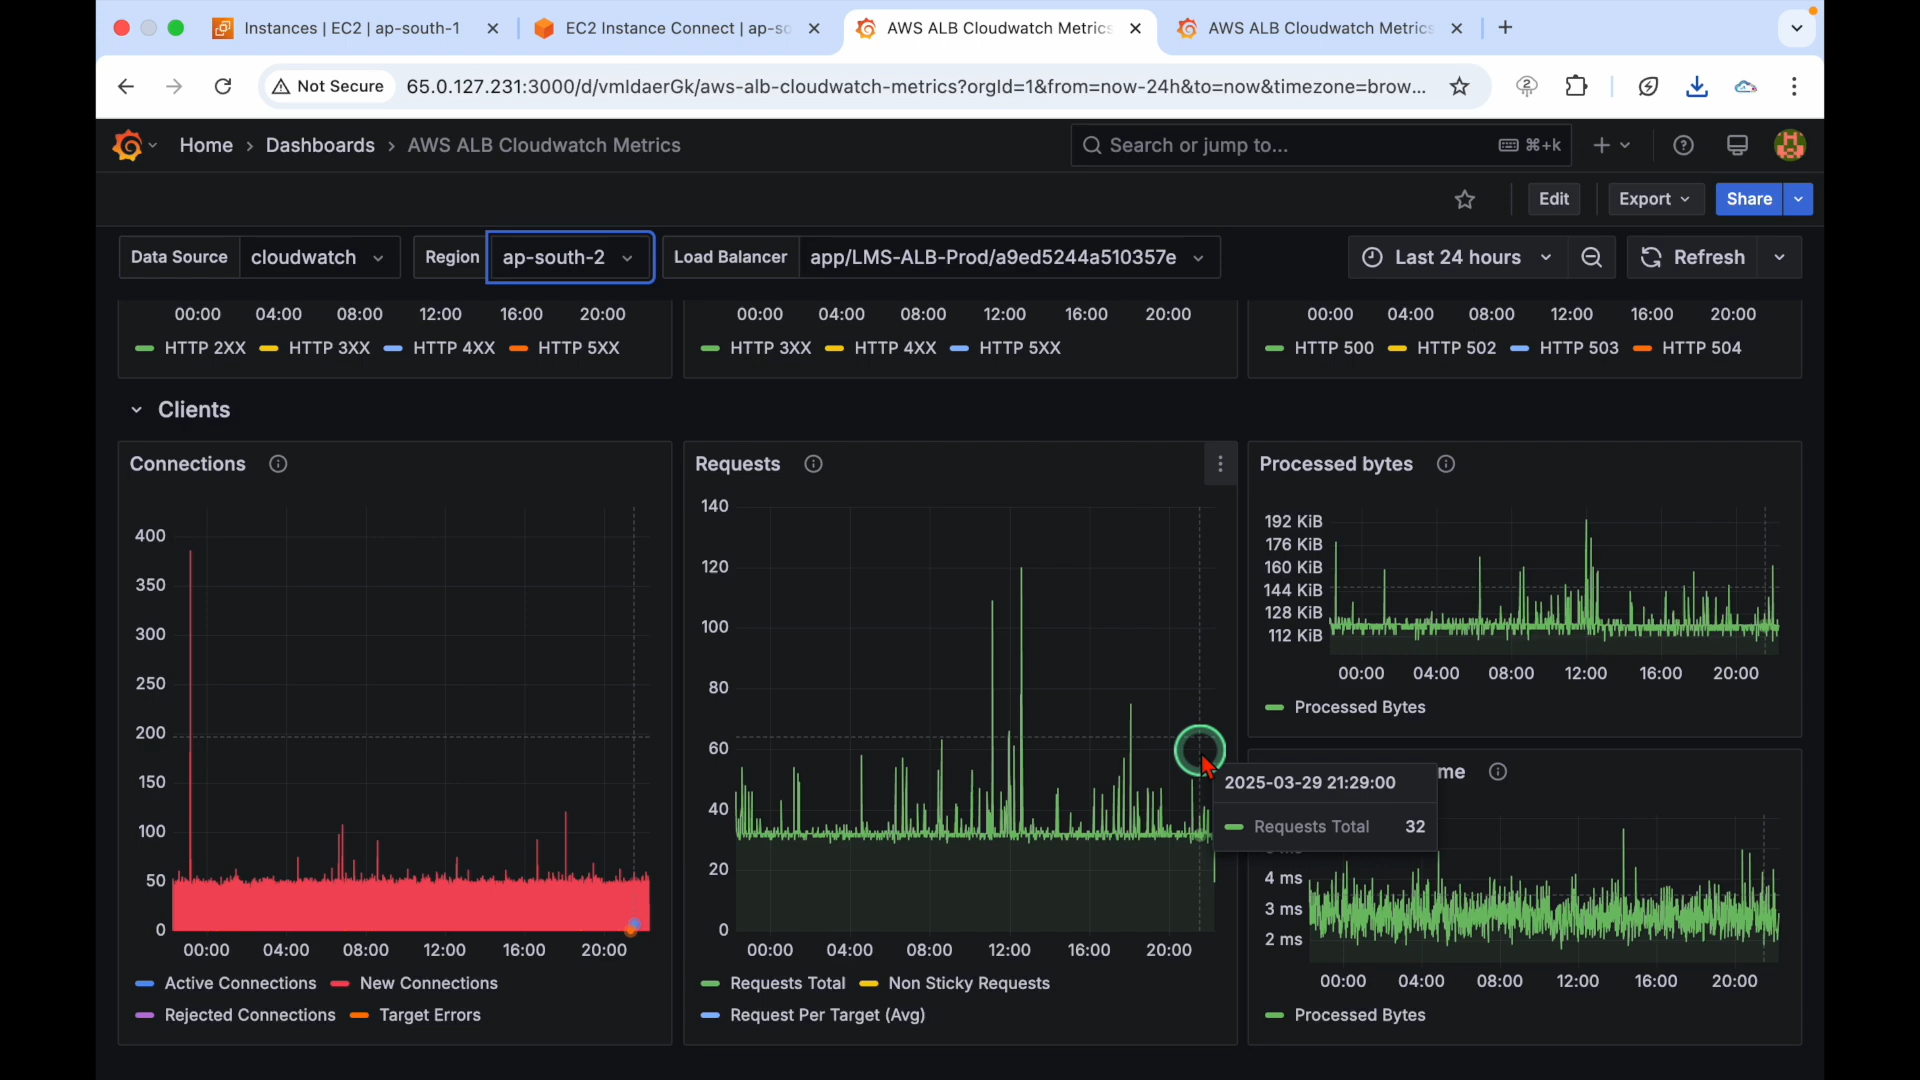 Instances | EC2 | ap-south-1
EC2 Instance Connect | ap-so
AWS ALB Cloudwatch Metrics
AWS ALB Cloudwatch Metrics
Not Secure
65.0.127.231:3000/d/vmIdaerGk/aws-alb-cloudwatch-metrics?orgId=1&from=now-24h&to=now&timezone=brow...
Home > Dashboards > AWS ALB Cloudwatch Metrics
Search or jump to...
⌘+k
Edit
Export
Share
Data Source
cloudwatch
Region
ap-south-2
Load Balancer
app/LMS-ALB-Prod/a9ed5244a510357e
Last 24 hours
Refresh
00:00 04:00 08:00 12:00 16:00 20:00
HTTP 2XX HTTP 3XX HTTP 4XX HTTP 5XX
00:00 04:00 08:00 12:00 16:00 20:00
HTTP 3XX HTTP 4XX HTTP 5XX
00:00 04:00 08:00 12:00 16:00 20:00
HTTP 500 HTTP 502 HTTP 503 HTTP 504
Clients
Connections
400
350
300
250
200
150
100
50
0
00:00 04:00 08:00 12:00 16:00 20:00
Active Connections New Connections
Rejected Connections Target Errors
Requests
140
120
100
80
60
40
20
0
00:00 04:00 08:00 12:00 16:00 20:00
Requests Total Non Sticky Requests
Request Per Target (Avg)
2025-03-29 21:29:00
Requests Total 32
Processed bytes
192 KiB
176 KiB
160 KiB
144 KiB
128 KiB
112 KiB
00:00 04:00 08:00 12:00 16:00 20:00
Processed Bytes
me
4 ms
3 ms
2 ms
00:00 04:00 08:00 12:00 16:00 20:00
Processed Bytes